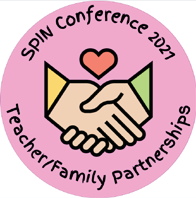 SPIN Conference 2021
Teacher/Family Partnerships